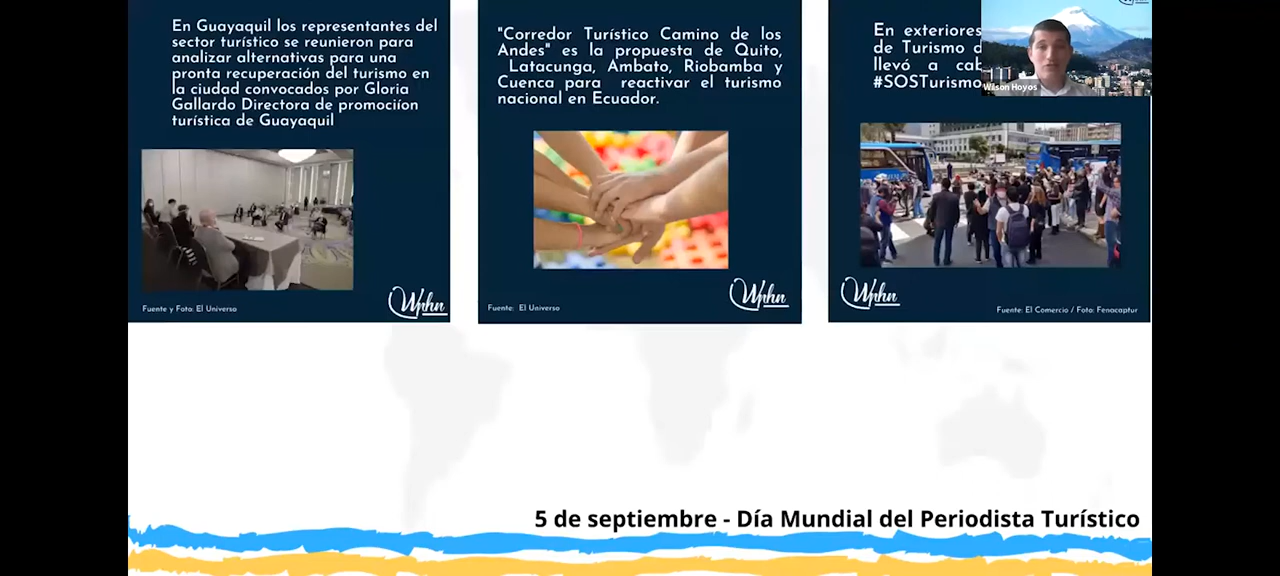 En Guayaquil los representantes del
sector turístico se reunieron para
analizar alternativas para una
pronta recuperación del turismo en
la ciudad convocados por Gloria
Gallardo Directora de promociíon
turística de Guayaquil
Fuente y Foto: El Universo
Wphn
"Corredor Turístico Camino de los
Andes" es la propuesta de Quito,
Latacunga, Ambato, Riobamba y
Cuenca para reactivar el turismo
nacional en Ecuador.
Fuente: El Universo
Wphn
En exteriores
de Turismo d
llevó a cab
#SOSTurismo
Wilson Hoyos
Wphn
Fuente: El Comercio / Foto: Fenacaptur
5 de septiembre - Día Mundial del Periodista Turístico